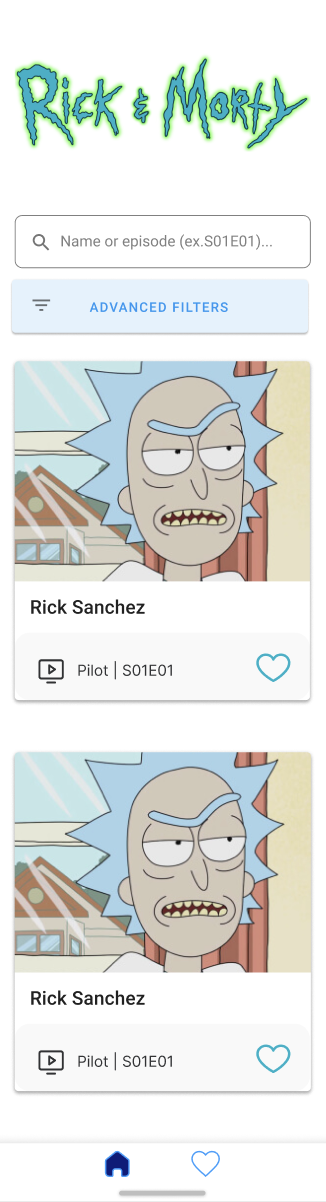 Rick & Morty
Name or episode (ex.S01E01)...
ADVANCED FILTERS
Rick Sanchez
Pilot | S01E01
Rick Sanchez
Pilot | S01E01